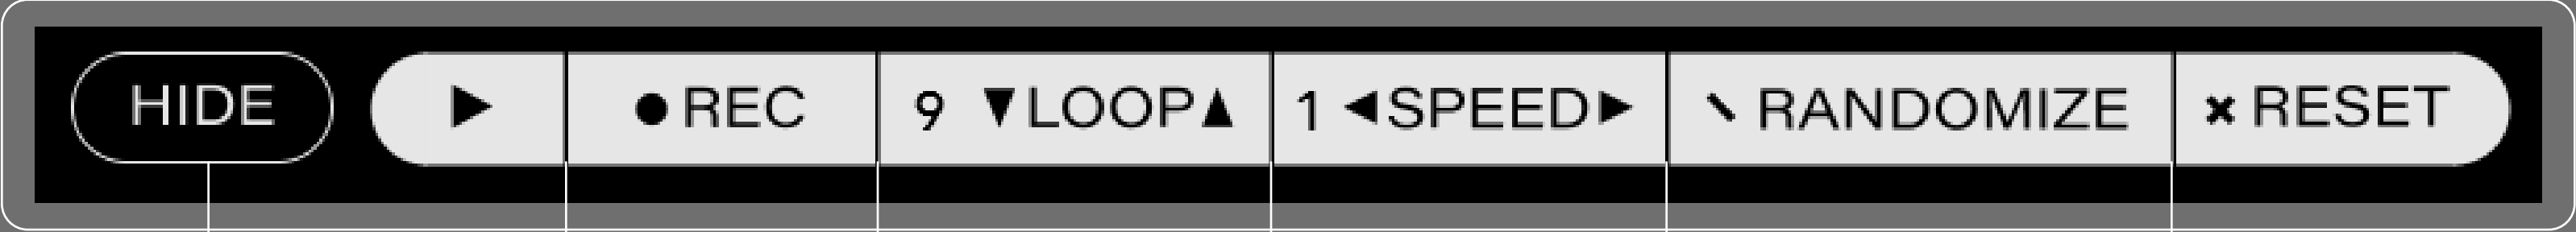 HIDE ▶ ●REC 9 ▼LOOP▲ 1 ◀SPEED▶ \ RANDOMIZE × RESET